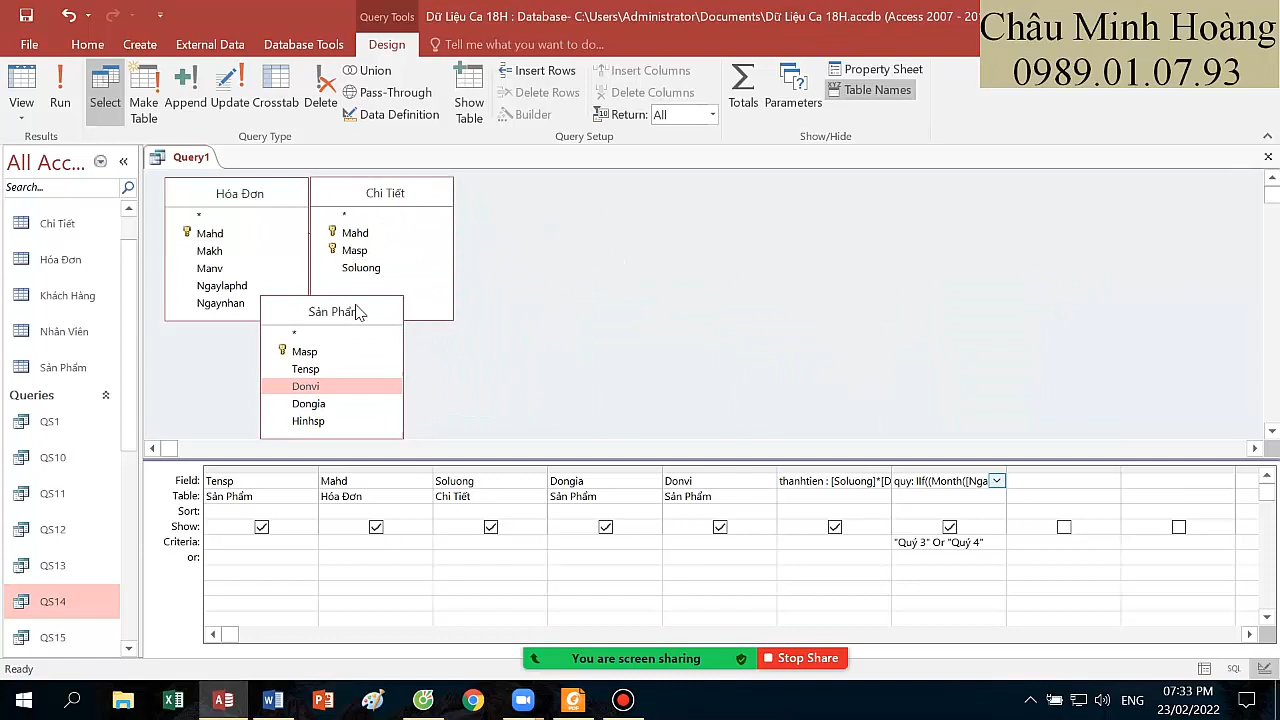 Query Tools
Dữ Liệu Ca 18H : Database- C:\Users\Administrator\Documents\Dữ Liệu Ca 18H.accdb (Access 2007 - 20
Châu Minh Hoàng
0989.01.07.93
File
Home
Create
External Data
Database Tools
Design
Tell me what you want to do...
View
Run
Select
Make Table
Append
Update
Crosstab
Delete
Union
Pass-Through
Data Definition
Show Table
Insert Rows
Delete Rows
Builder
Insert Columns
Delete Columns
Return: All
Totals
Parameters
Property Sheet
Table Names
Results
Query Type
Query Setup
Show/Hide
All Ac...
Search...
Chi Tiết
Hóa Đơn
Khách Hàng
Nhân Viên
Sản Phẩm
Queries
QS1
QS10
QS11
QS12
QS13
QS14
QS15
Query1
Hóa Đơn
*
Mahd
Makh
Manv
Ngaylaphd
Ngaynhan
Chi Tiết
*
Mahd
Masp
Soluong
Sản Phẩm
*
Masp
Tensp
Donvi
Dongia
Hinhsp
Field: Tensp Mahd Soluong Dongia Donvi thanhtien : [Soluong]*[D quy: IIf((Month([Nga
Table: Sản Phẩm Hóa Đơn Chi Tiết Sản Phẩm Sản Phẩm
Sort:
Show:
Criteria: "Quý 3" Or "Quý 4"
or:
You are screen sharing
Stop Share
Ready
SQL
ENG
07:33 PM
23/02/2022